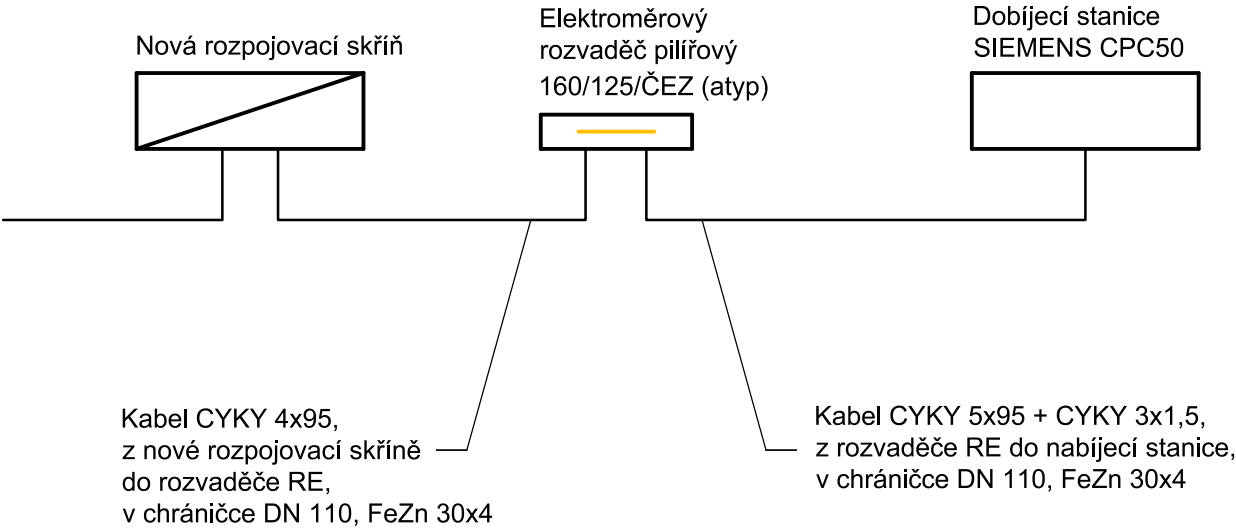 Nová rozpojovací skříň
Elektroměrový
rozvaděč pilířový
160/125/ČEZ (atyp)
Dobíjecí stanice
SIEMENS CPC50
Kabel CYKY 4x95,
z nové rozpojovací skříně
do rozvaděče RE,
v chráničce DN 110, FeZn 30x4
Kabel CYKY 5x95 + CYKY 3x1,5,
z rozvaděče RE do nabíjecí stanice,
v chráničce DN 110, FeZn 30x4